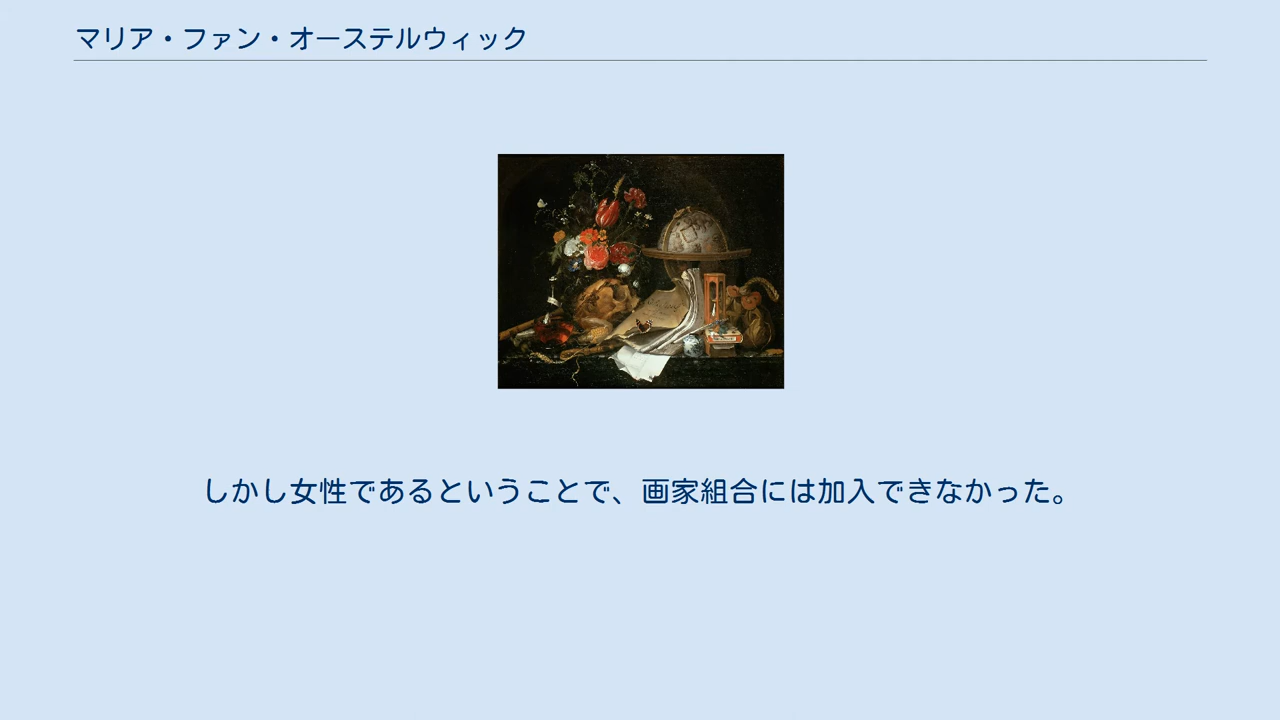 マリア・ファン・オーステルウィック
しかし女性であるということで、画家組合には加入できなかった。